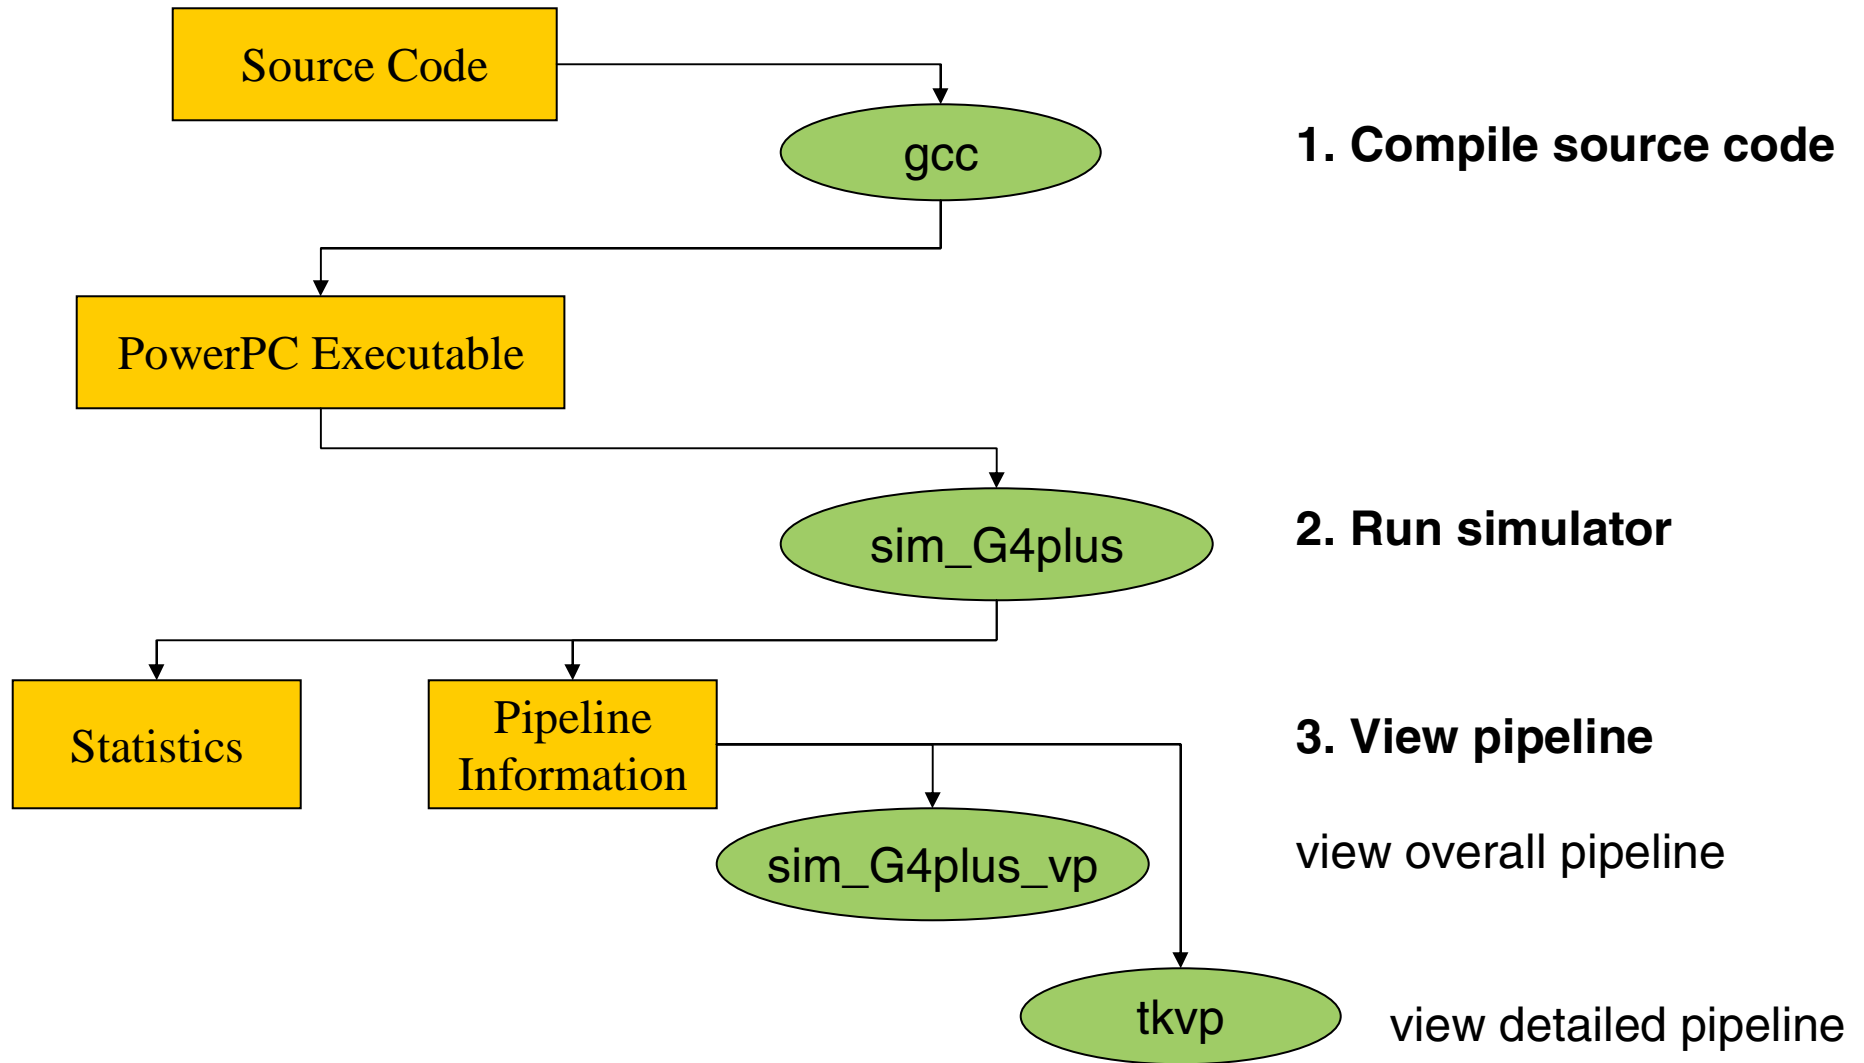 Source Code
gcc
1. Compile source code
PowerPC Executable
sim_G4plus
2. Run simulator
Statistics
Pipeline
Information
3. View pipeline
sim_G4plus_vp
view overall pipeline
tkvp
view detailed pipeline